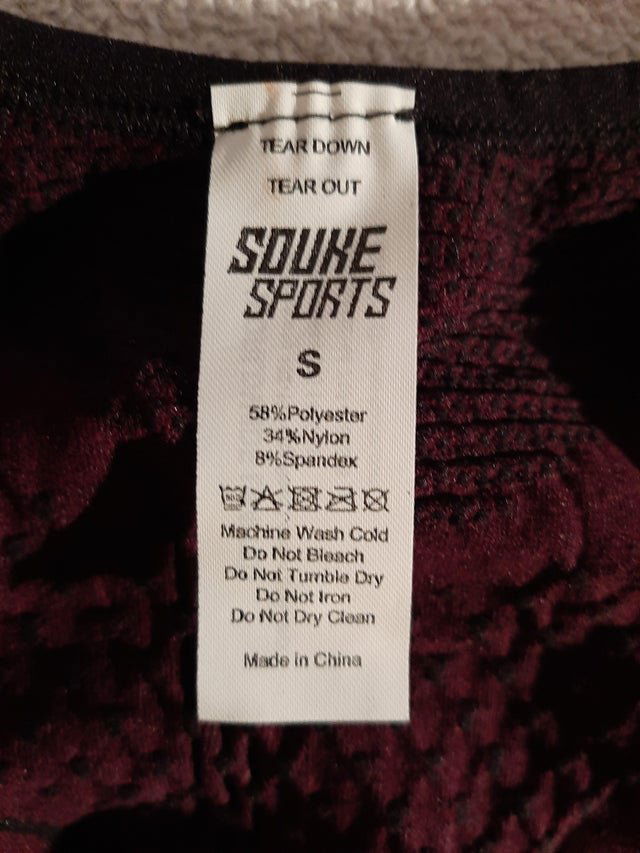 TEAR DOWN
TEAR OUT
SOUKE
SPORTS
S
58%Polyester
34%Nylon
8%Spandex
Machine Wash Cold
Do Not Bleach
Do Not Tumble Dry
Do Not Iron
Do Not Dry Clean
Made in China